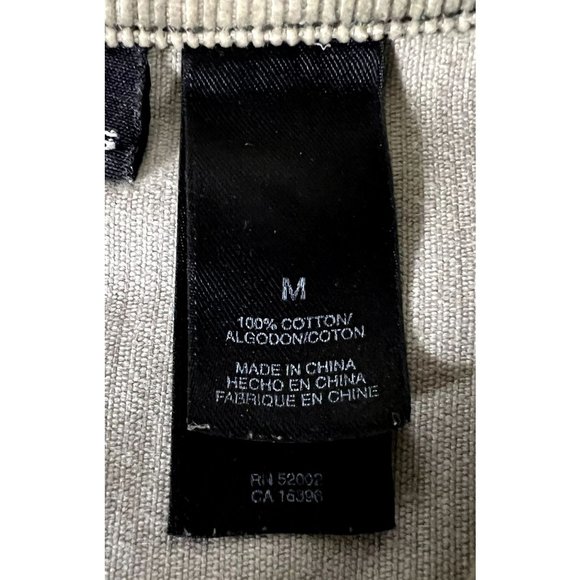 M
100% COTTON/
ALGODON/COTON
MADE IN CHINA
HECHO EN CHINA
FABRIQUE EN CHINE
RN 52002
CA 16396